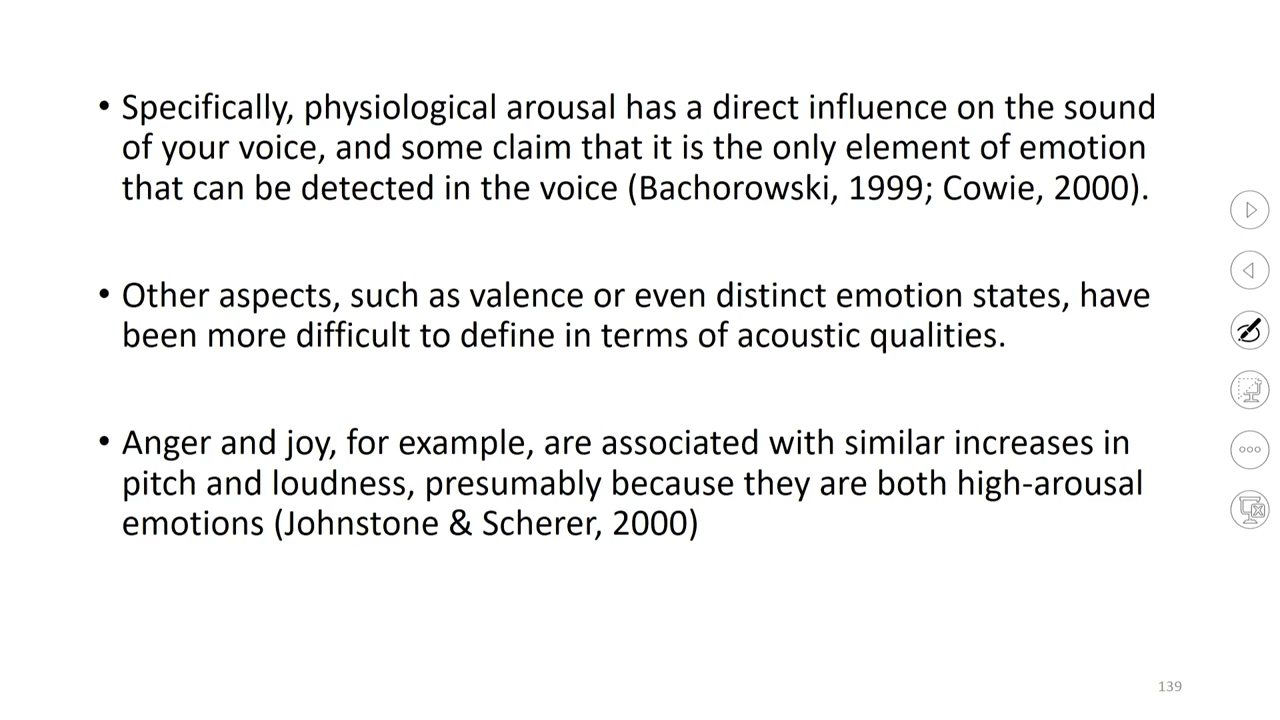 • Specifically, physiological arousal has a direct influence on the sound
of your voice, and some claim that it is the only element of emotion
that can be detected in the voice (Bachorowski, 1999; Cowie, 2000).
• Other aspects, such as valence or even distinct emotion states, have
been more difficult to define in terms of acoustic qualities.
• Anger and joy, for example, are associated with similar increases in
pitch and loudness, presumably because they are both high-arousal
emotions (Johnstone & Scherer, 2000)
139